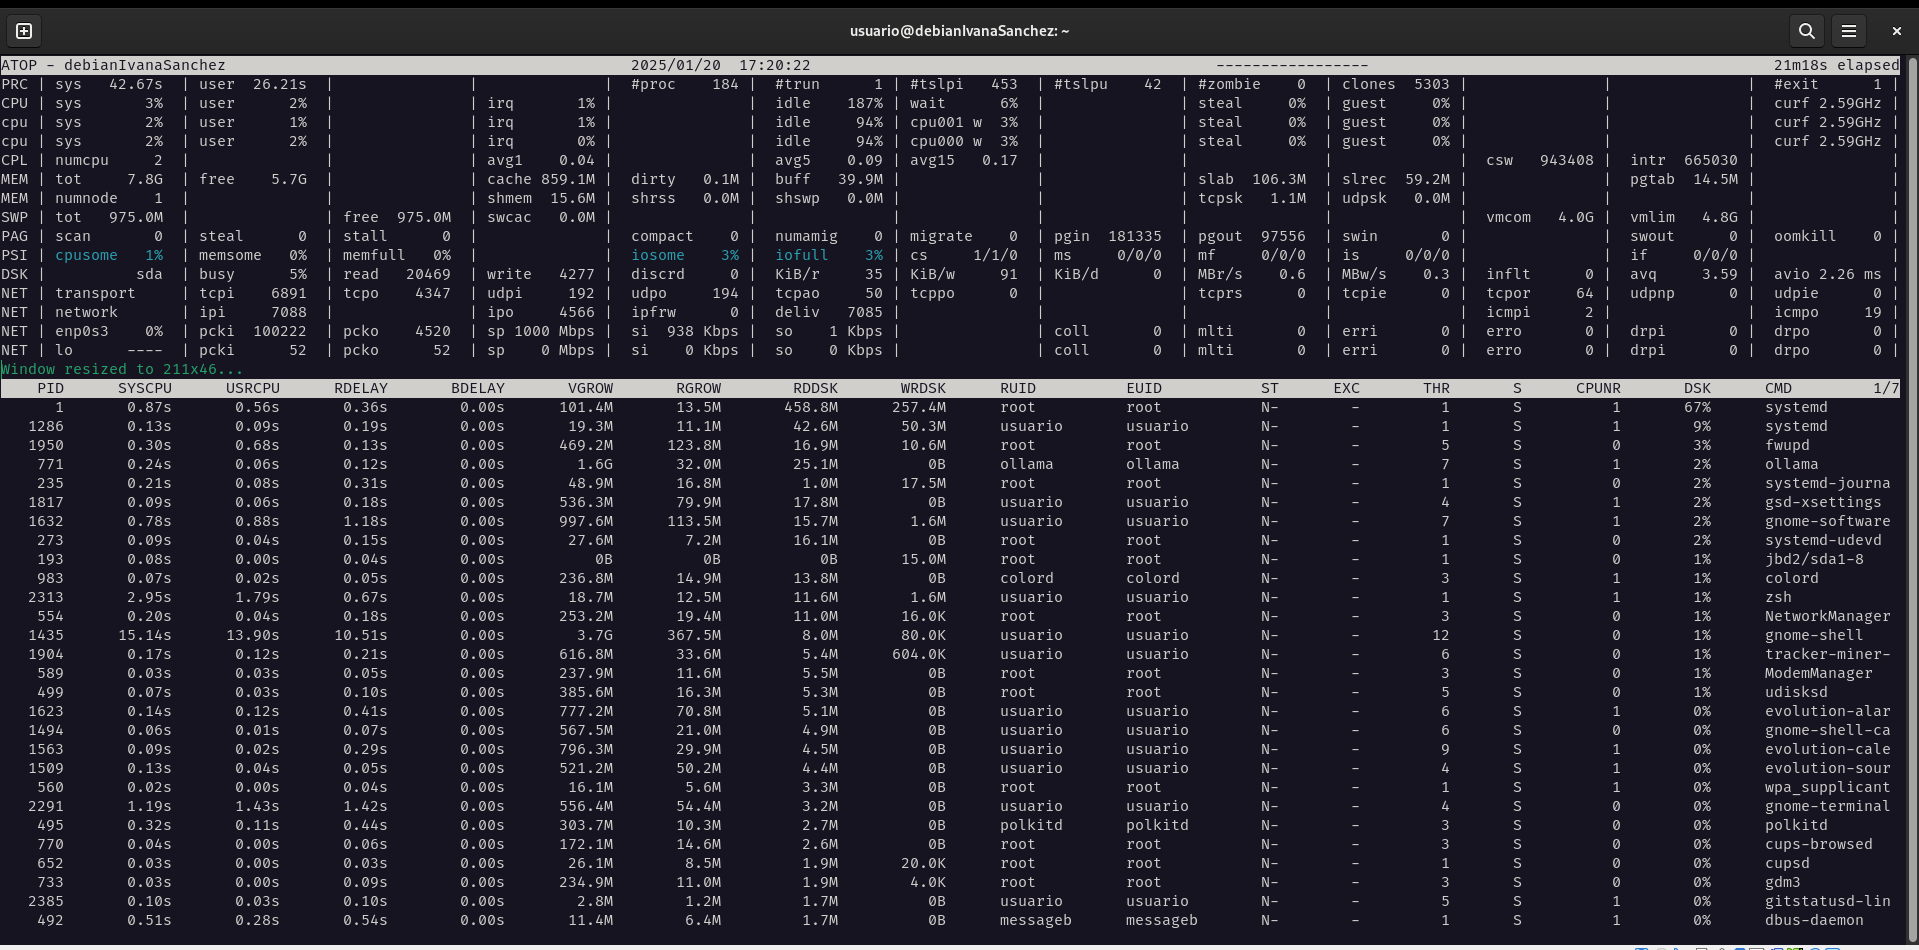 usuario@debianIvanaSanchez: ~
ATOP - debianIvanaSanchez 2025/01/20 17:20:22 ----------------- 21m18s elapsed
PRC | sys 42.67s | user 26.21s | | | #proc 184 | #trun 1 | #tslpi 453 | #tslpu 42 | #zombie 0 | clones 5303 | | | #exit 1 |
CPU | sys 3% | user 2% | | irq 1% | | idle 187% | wait 6% | | steal 0% | guest 0% | | | curf 2.59GHz |
cpu | sys 2% | user 1% | | irq 1% | | idle 94% | cpu001 w 3% | | steal 0% | guest 0% | | | curf 2.59GHz |
cpu | sys 2% | user 2% | | irq 0% | | idle 94% | cpu000 w 3% | | steal 0% | guest 0% | | | curf 2.59GHz |
CPL | numcpu 2 | | | avg1 0.04 | | avg5 0.09 | avg15 0.17 | | | | csw 943408 | intr 665030 | |
MEM | tot 7.8G | free 5.7G | | cache 859.1M | dirty 0.1M | buff 39.9M | | | slab 106.3M | slrec 59.2M | | pgtab 14.5M | |
MEM | numnode 1 | | | shmem 15.6M | shrss 0.0M | shswp 0.0M | | | tcpsk 1.1M | udpsk 0.0M | | | |
SWP | tot 975.0M | | free 975.0M | swcac 0.0M | | | | | | | vmcom 4.0G | vmlim 4.8G | |
PAG | scan 0 | steal 0 | stall 0 | | compact 0 | numamig 0 | migrate 0 | pgin 181335 | pgout 97556 | swin 0 | | swout 0 | oomkill 0 |
PSI | cpusome 1% | memsome 0% | memfull 0% | | iosome 3% | iofull 3% | cs 1/1/0 | ms 0/0/0 | mf 0/0/0 | is 0/0/0 | | if 0/0/0 | |
DSK | sda | busy 5% | read 20469 | write 4277 | discrd 0 | KiB/r 35 | KiB/w 91 | KiB/d 0 | MBr/s 0.6 | MBw/s 0.3 | inflt 0 | avq 3.59 | avio 2.26 ms |
NET | transport | tcpi 6891 | tcpo 4347 | udpi 192 | udpo 194 | tcpao 50 | tcppo 0 | | tcprs 0 | tcpie 0 | tcpor 64 | udpnp 0 | udpie 0 |
NET | network | ipi 7088 | | ipo 4566 | ipfrw 0 | deliv 7085 | | | | | icmpi 2 | | icmpo 19 |
NET | enp0s3 0% | pcki 100222 | pcko 4520 | sp 1000 Mbps | si 938 Kbps | so 1 Kbps | | coll 0 | mlti 0 | erri 0 | erro 0 | drpi 0 | drpo 0 |
NET | lo ---- | pcki 52 | pcko 52 | sp 0 Mbps | si 0 Kbps | so 0 Kbps | | coll 0 | mlti 0 | erri 0 | erro 0 | drpi 0 | drpo 0 |
Window resized to 211x46...
PID SYSCPU USRCPU RDELAY BDELAY VGROW RGROW RDDSK WRDSK RUID EUID ST EXC THR S CPUNR DSK CMD 1/7
1 0.87s 0.56s 0.36s 0.00s 101.4M 13.5M 458.8M 257.4M root root N- - 1 S 1 67% systemd
1286 0.13s 0.09s 0.19s 0.00s 19.3M 11.1M 42.6M 50.3M usuario usuario N- - 1 S 1 9% systemd
1950 0.30s 0.68s 0.13s 0.00s 469.2M 123.8M 16.9M 10.6M root root N- - 5 S 0 3% fwupd
771 0.24s 0.06s 0.12s 0.00s 1.6G 32.0M 25.1M 0B ollama ollama N- - 7 S 1 2% ollama
235 0.21s 0.08s 0.31s 0.00s 48.9M 16.8M 1.0M 17.5M root root N- - 1 S 0 2% systemd-journa
1817 0.09s 0.06s 0.18s 0.00s 536.3M 79.9M 17.8M 0B usuario usuario N- - 4 S 1 2% gsd-xsettings
1632 0.78s 0.88s 1.18s 0.00s 997.6M 113.5M 15.7M 1.6M usuario usuario N- - 7 S 1 2% gnome-software
273 0.09s 0.04s 0.15s 0.00s 27.6M 7.2M 16.1M 0B root root N- - 1 S 0 2% systemd-udevd
193 0.08s 0.00s 0.04s 0.00s 0B 0B 0B 15.0M root root N- - 1 S 0 1% jbd2/sda1-8
983 0.07s 0.02s 0.05s 0.00s 236.8M 14.9M 13.8M 0B colord colord N- - 3 S 1 1% colord
2313 2.95s 1.79s 0.67s 0.00s 18.7M 12.5M 11.6M 1.6M usuario usuario N- - 1 S 1 1% zsh
554 0.20s 0.04s 0.18s 0.00s 253.2M 19.4M 11.0M 16.0K root root N- - 3 S 0 1% NetworkManager
1435 15.14s 13.90s 10.51s 0.00s 3.7G 367.5M 8.0M 80.0K usuario usuario N- - 12 S 0 1% gnome-shell
1904 0.17s 0.12s 0.21s 0.00s 616.8M 33.6M 5.4M 604.0K usuario usuario N- - 6 S 0 1% tracker-miner-
589 0.03s 0.03s 0.05s 0.00s 237.9M 11.6M 5.5M 0B root root N- - 3 S 0 1% ModemManager
499 0.07s 0.03s 0.10s 0.00s 385.6M 16.3M 5.3M 0B root root N- - 5 S 0 1% udisksd
1623 0.14s 0.12s 0.41s 0.00s 777.2M 70.8M 5.1M 0B usuario usuario N- - 6 S 1 0% evolution-alar
1494 0.06s 0.01s 0.07s 0.00s 567.5M 21.0M 4.9M 0B usuario usuario N- - 6 S 0 0% gnome-shell-ca
1563 0.09s 0.02s 0.29s 0.00s 796.3M 29.9M 4.5M 0B usuario usuario N- - 9 S 1 0% evolution-cale
1509 0.13s 0.04s 0.05s 0.00s 521.2M 50.2M 4.4M 0B usuario usuario N- - 4 S 1 0% evolution-sour
560 0.02s 0.00s 0.04s 0.00s 16.1M 5.6M 3.3M 0B root root N- - 1 S 1 0% wpa_supplicant
2291 1.19s 1.43s 1.42s 0.00s 556.4M 54.4M 3.2M 0B usuario usuario N- - 4 S 0 0% gnome-terminal
495 0.32s 0.11s 0.44s 0.00s 303.7M 10.3M 2.7M 0B polkitd polkitd N- - 3 S 0 0% polkitd
770 0.04s 0.00s 0.06s 0.00s 172.1M 14.6M 2.6M 0B root root N- - 3 S 0 0% cups-browsed
652 0.03s 0.00s 0.03s 0.00s 26.1M 8.5M 1.9M 20.0K root root N- - 1 S 0 0% cupsd
733 0.03s 0.00s 0.09s 0.00s 234.9M 11.0M 1.9M 4.0K root root N- - 3 S 0 0% gdm3
2385 0.10s 0.03s 0.10s 0.00s 2.8M 1.2M 1.7M 0B usuario usuario N- - 5 S 1 0% gitstatusd-lin
492 0.51s 0.28s 0.54s 0.00s 11.4M 6.4M 1.7M 0B messageb messageb N- - 1 S 1 0% dbus-daemon